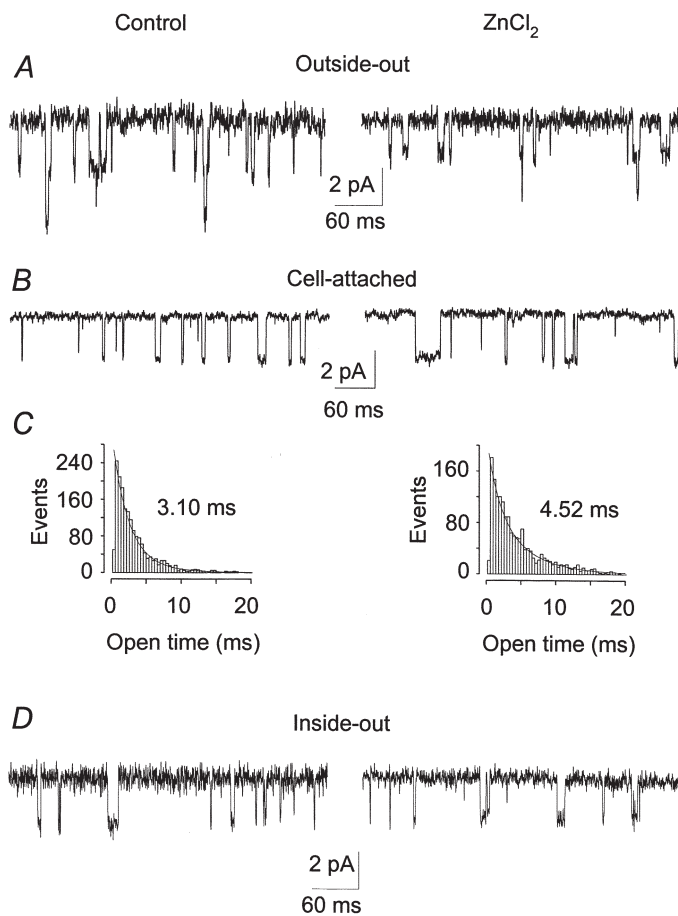 Control
ZnCl₂
A
Outside-out
2 pA
60 ms
B
Cell-attached
2 pA
60 ms
C
240
160
80
0
Events
3.10 ms
0 10 20
Open time (ms)
160
80
0
Events
4.52 ms
0 10 20
Open time (ms)
D
Inside-out
2 pA
60 ms